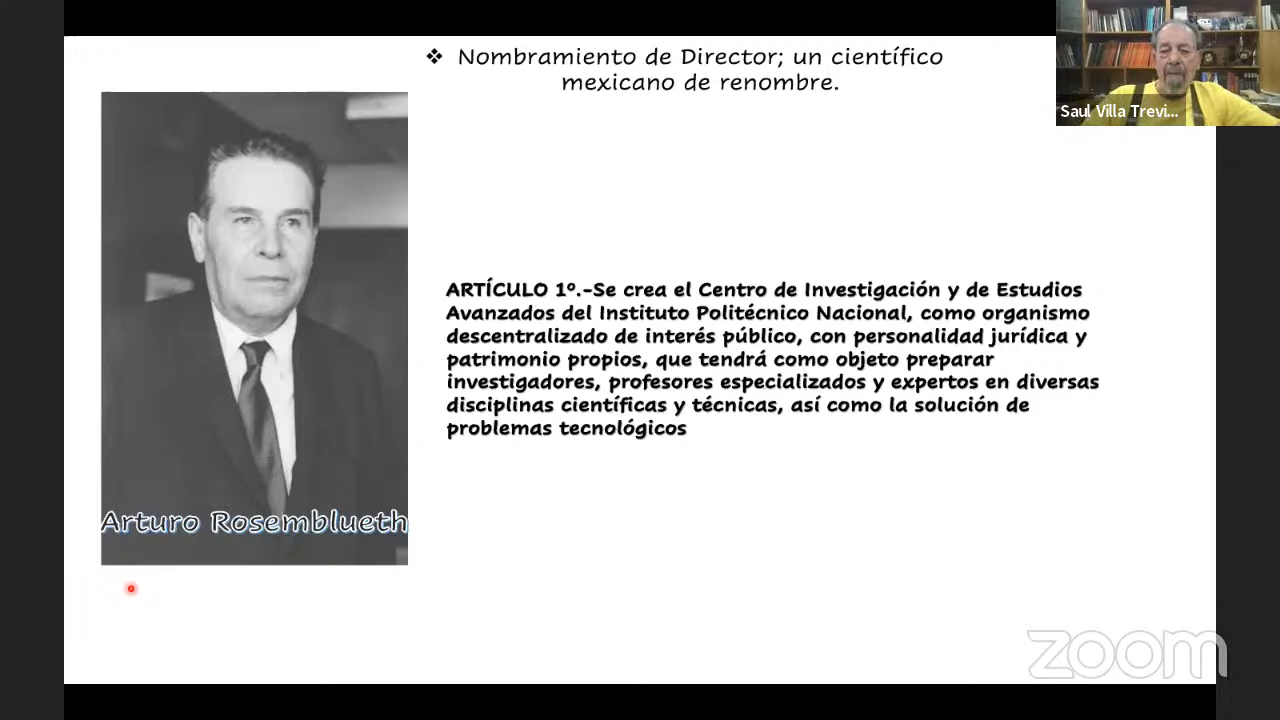 ❖ Nombramiento de Director; un científico
mexicano de renombre.
Saul Villa Trevi...
ARTÍCULO 1º.-Se crea el Centro de Investigación y de Estudios
Avanzados del Instituto Politécnico Nacional, como organismo
descentralizado de interés público, con personalidad jurídica y
patrimonio propios, que tendrá como objeto preparar
investigadores, profesores especializados y expertos en diversas
disciplinas científicas y técnicas, así como la solución de
problemas tecnológicos
Arturo Rosemblueth
zoom